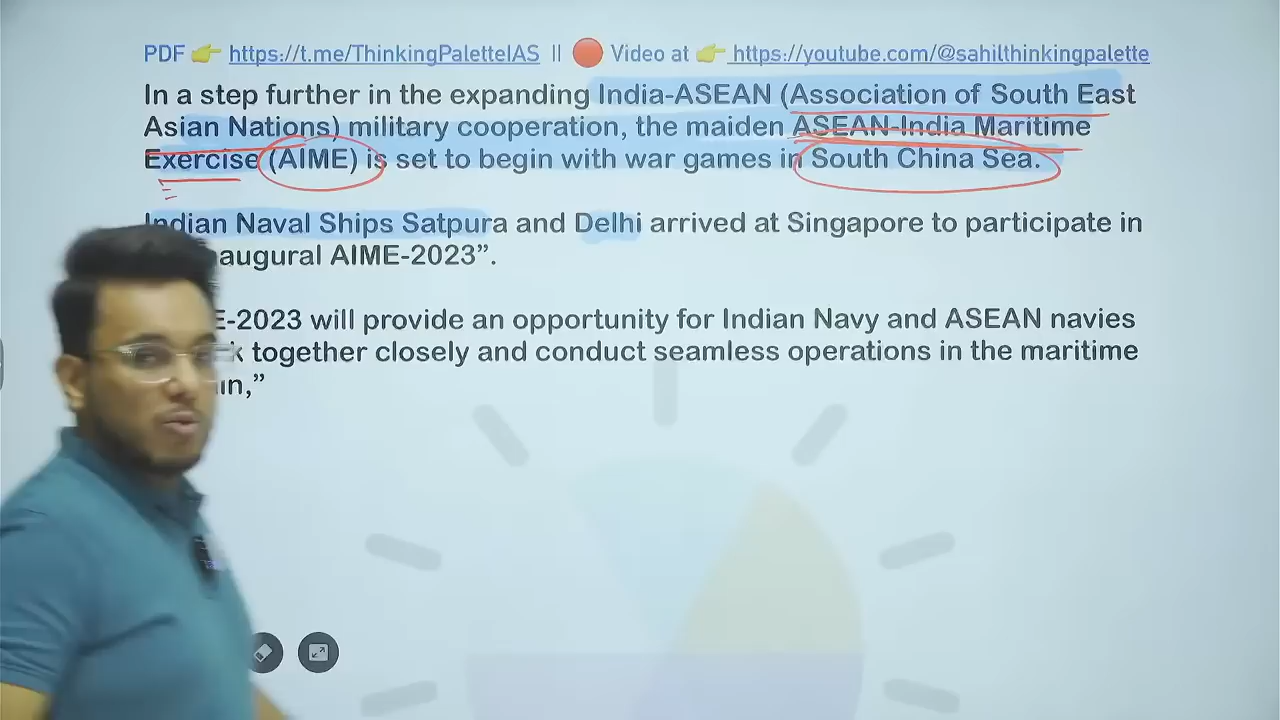 PDF 👉 https://t.me/ThinkingPaletteIAS || 🔴 Video at 👉 https://youtube.com/@sahilthinkingpalette
In a step further in the expanding India-ASEAN (Association of South East
Asian Nations) military cooperation, the maiden ASEAN-India Maritime
Exercise (AIME) is set to begin with war games in South China Sea.
Indian Naval Ships Satpura and Delhi arrived at Singapore to participate in
augural AIME-2023”.
E-2023 will provide an opportunity for Indian Navy and ASEAN navies
k together closely and conduct seamless operations in the maritime
in,”